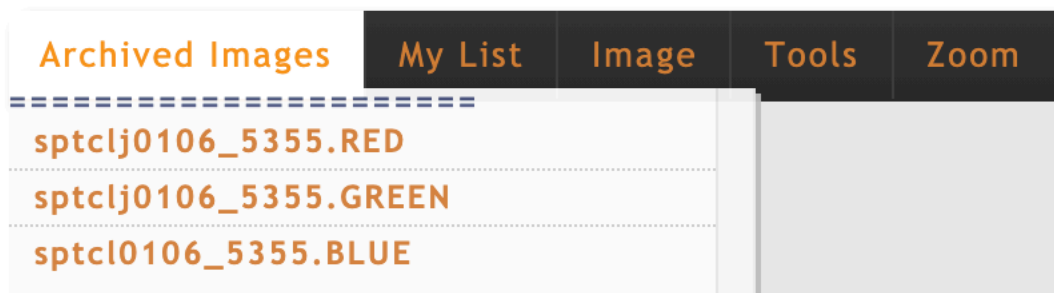 Archived Images My List Image Tools Zoom
======================
sptclj0106_5355.RED
sptclj0106_5355.GREEN
sptcl0106_5355.BLUE